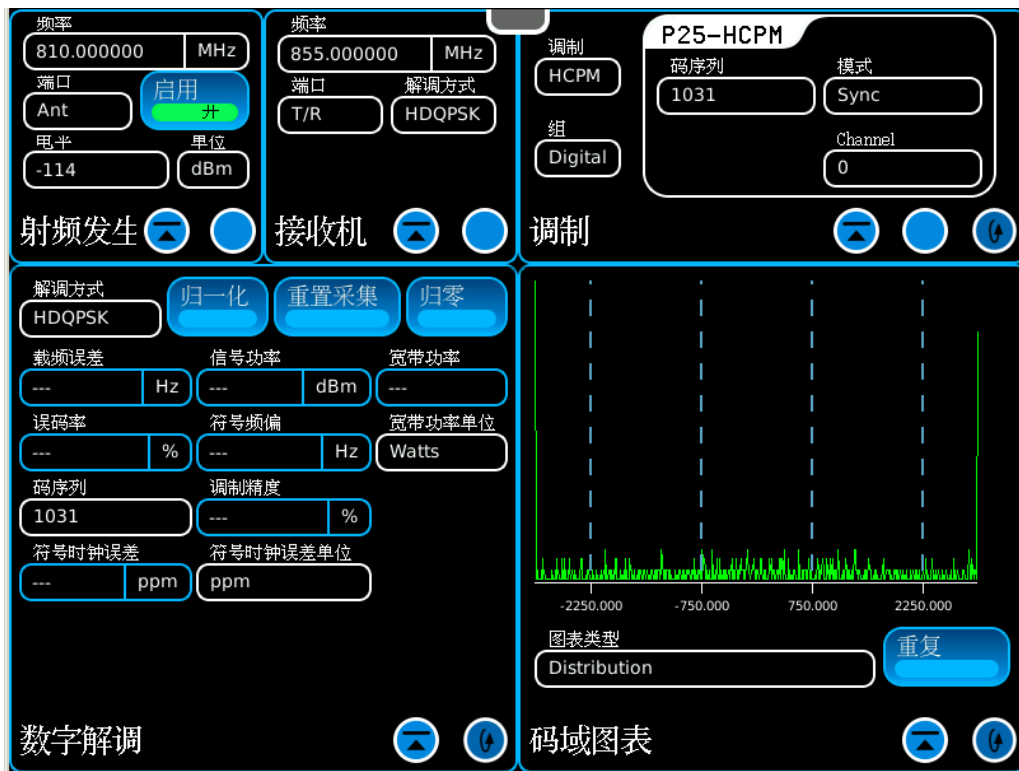 频率
810.000000 MHz
端口
Ant
启用
开
电平
-114
单位
dBm
射频发生
频率
855.000000 MHz
端口
T/R
解调方式
HDQPSK
接收机
调制
HCPM
组
Digital
P25-HCPM
码序列
1031
模式
Sync
Channel
0
调制
解调方式
HDQPSK
归一化
重置采集
归零
载频误差
--- Hz
信号功率
--- dBm
宽带功率
---
误码率
--- %
符号频偏
--- Hz
宽带功率单位
Watts
码序列
1031
调制精度
--- %
符号时钟误差
--- ppm
符号时钟误差单位
ppm
数字解调
-2250.000 -750.000 750.000 2250.000
图表类型
Distribution
重复
码域图表